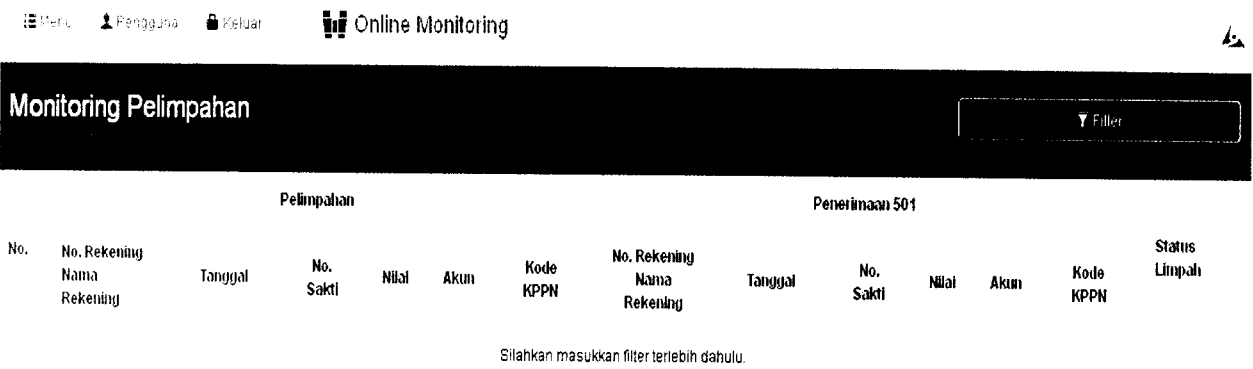 Menu Pengguna Keluar Online Monitoring
Monitoring Pelimpahan
Filter
Pelimpahan Penerimaan 501
No. No. Rekening Nama Rekening Tanggal No. Sakti Nilai Akun Kode KPPN No. Rekening Nama Rekening Tanggal No. Sakti Nilai Akun Kode KPPN Status Limpah
Silahkan masukkan filter terlebih dahulu.